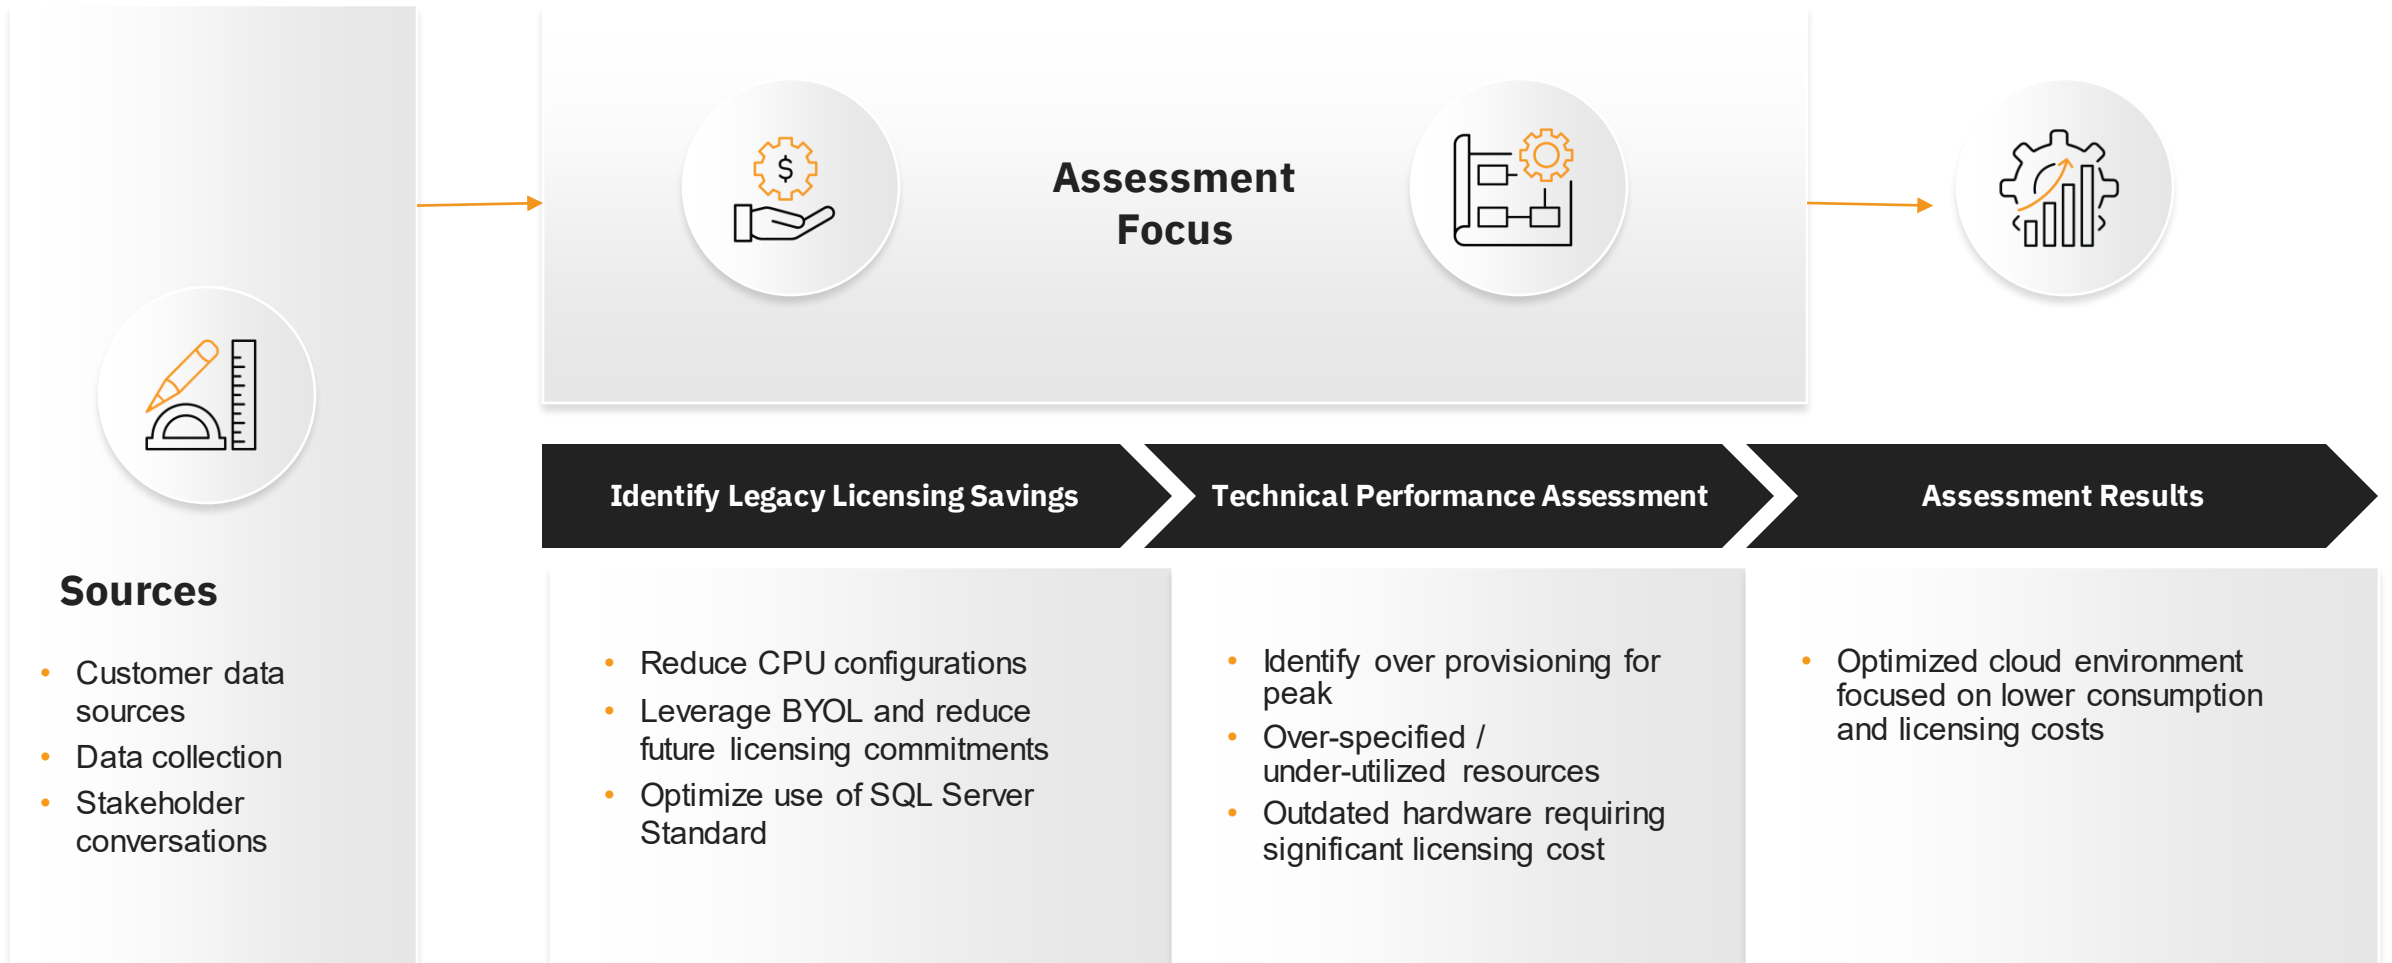 Sources
• Customer data
sources
• Data collection
• Stakeholder
conversations
Assessment
Focus
$
Identify Legacy Licensing Savings
• Reduce CPU configurations
• Leverage BYOL and reduce
future licensing commitments
• Optimize use of SQL Server
Standard
Technical Performance Assessment
• Identify over provisioning for
peak
• Over-specified /
under-utilized resources
• Outdated hardware requiring
significant licensing cost
Assessment Results
• Optimized cloud environment
focused on lower consumption
and licensing costs